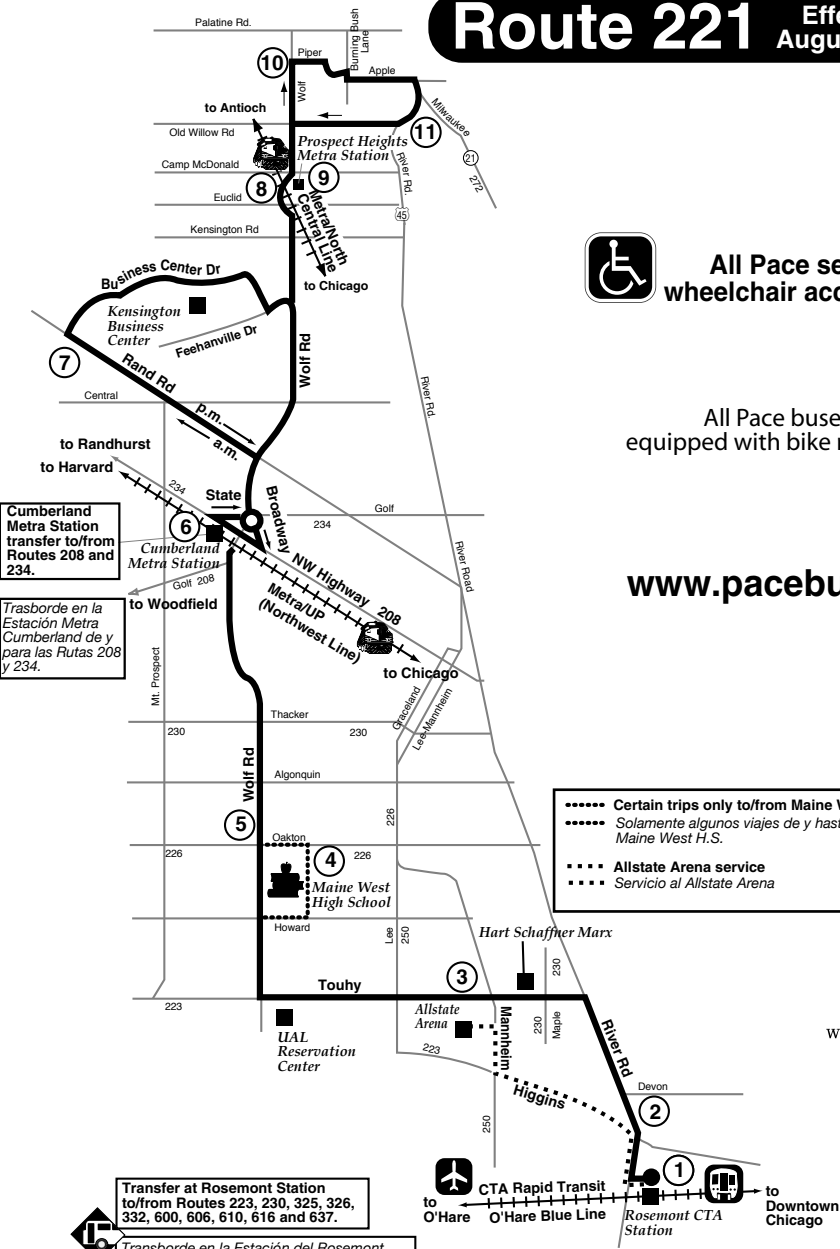 Route 221
Effe
Augu
Palatine Rd.
Burning Bush
Lane
Piper
10
Apple
Wolf
to Antioch
Milwaukee
Old Willow Rd
11
Prospect Heights
Metra Station
River Rd.
21
272
Camp McDonald
9
8
Euclid
45
Metra/North
Central Line
Kensington Rd
to Chicago
Business Center Dr
Kensington
Business
Center
Feehanville Dr
7
Rand Rd
Wolf Rd
River Rd.
Central
p.m.
a.m.
to Randhurst
to Harvard
234
State
Broadway
Golf
234
Cumberland
Metra Station
transfer to/from
Routes 208 and
234.
6
Cumberland
Metra Station
Golf 208
to Woodfield
NW Highway 208
Metra/UP
(Northwest Line)
River Road
Trasborde en la
Estación Metra
Cumberland de y
para las Rutas 208
y 234.
to Chicago
Mt. Prospect
Graceland
Lee-Mannheim
Thacker
230
230
Wolf Rd
Algonquin
5
226
Oakton
226
226
4
Maine West
High School
Howard
Lee
250
Hart Schaffner Marx
3
230
Touhy
223
Allstate
Arena
Mannheim
230
Maple
UAL
Reservation
Center
223
River Rd
Higgins
Devon
2
250
1
CTA Rapid Transit
to
O'Hare
O'Hare Blue Line
Rosemont CTA
Station
to
Downtown
Chicago
All Pace se
wheelchair acc
All Pace buse
equipped with bike r
www.pacebu
Certain trips only to/from Maine W
Solamente algunos viajes de y hast
Maine West H.S.
Allstate Arena service
Servicio al Allstate Arena
w
Transfer at Rosemont Station
to/from Routes 223, 230, 325, 326,
332, 600, 606, 610, 616 and 637.
Transborde en la Estación del Rosemont